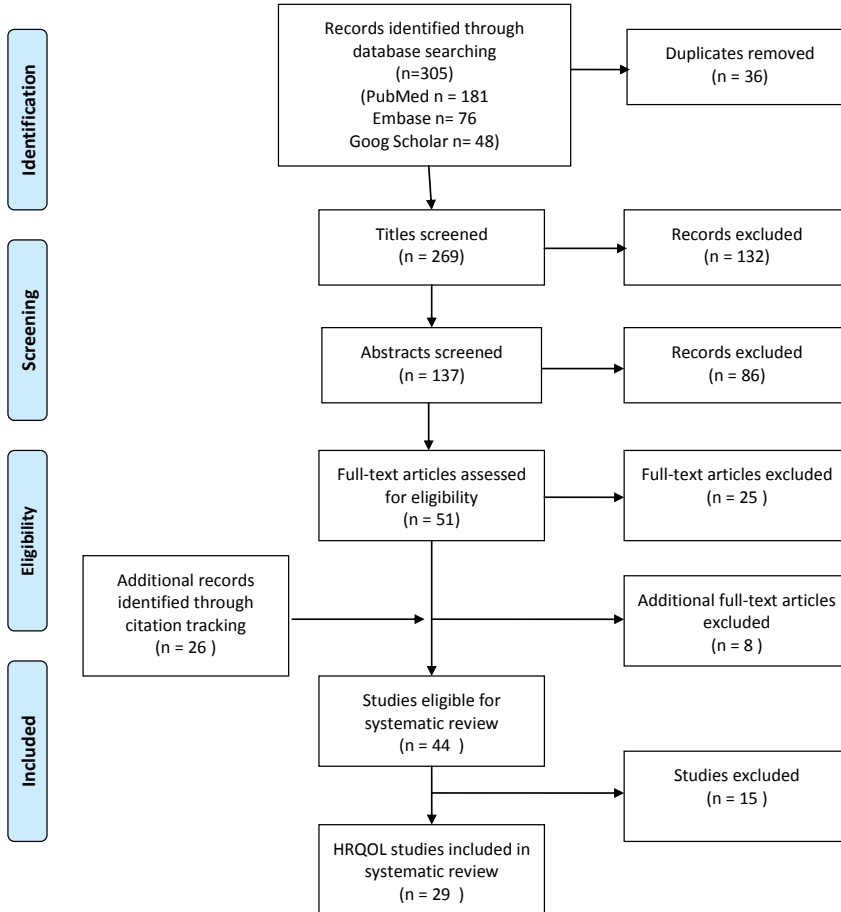 Identification
Records identified through
database searching
(n=305)
(PubMed n = 181
Embase n= 76
Goog Scholar n= 48)
Duplicates removed
(n = 36)
Titles screened
(n = 269)
Records excluded
(n = 132)
Screening
Abstracts screened
(n = 137)
Records excluded
(n = 86)
Eligibility
Full-text articles assessed
for eligibility
(n = 51)
Full-text articles excluded
(n = 25 )
Additional records
identified through
citation tracking
(n = 26 )
Additional full-text articles
excluded
(n = 8 )
Included
Studies eligible for
systematic review
(n = 44 )
Studies excluded
(n = 15 )
HRQOL studies included in
systematic review
(n = 29 )